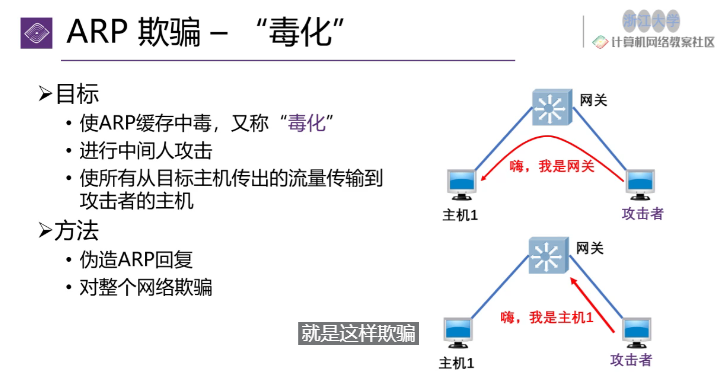 ARP 欺骗 – “毒化”
浙江大学
计算机网络教案社区
➢目标
• 使ARP缓存中毒，又称“毒化”
• 进行中间人攻击
• 使所有从目标主机传出的流量传输到
攻击者的主机
➢方法
• 伪造ARP回复
• 对整个网络欺骗
网关
嗨，我是网关
主机1
攻击者
网关
嗨，我是主机1
主机1
攻击者
就是这样欺骗